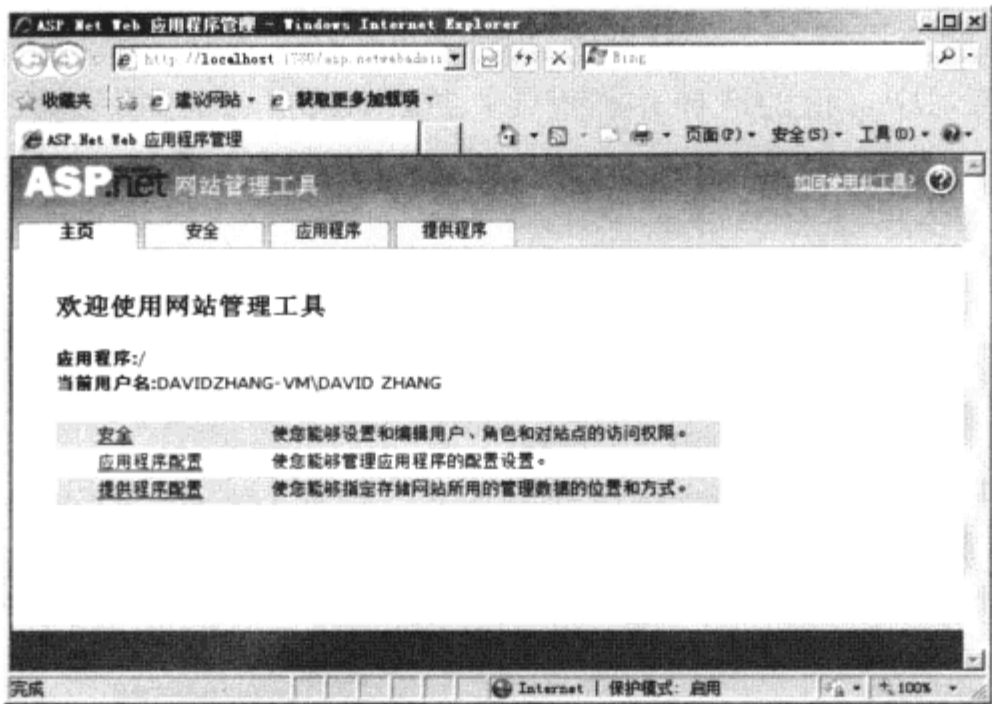 ASP.Net Web 应用程序管理 - Windows Internet Explorer
http://localhost Bing
收藏夹 建议网站 获取更多加载项
ASP.Net Web 应用程序管理 页面(P) 安全(S) 工具(O)
ASP.net 网站管理工具 如何使用此工具?
主页 安全 应用程序 提供程序
欢迎使用网站管理工具
应用程序:/
当前用户名:DAVIDZHANG-VM\DAVID ZHANG
安全 使您能够设置和编辑用户、角色和对站点的访问权限。
应用程序配置 使您能够管理应用程序的配置设置。
提供程序配置 使您能够指定存储网站所用的管理数据的位置和方式。
完成 Internet | 保护模式: 启用 100%